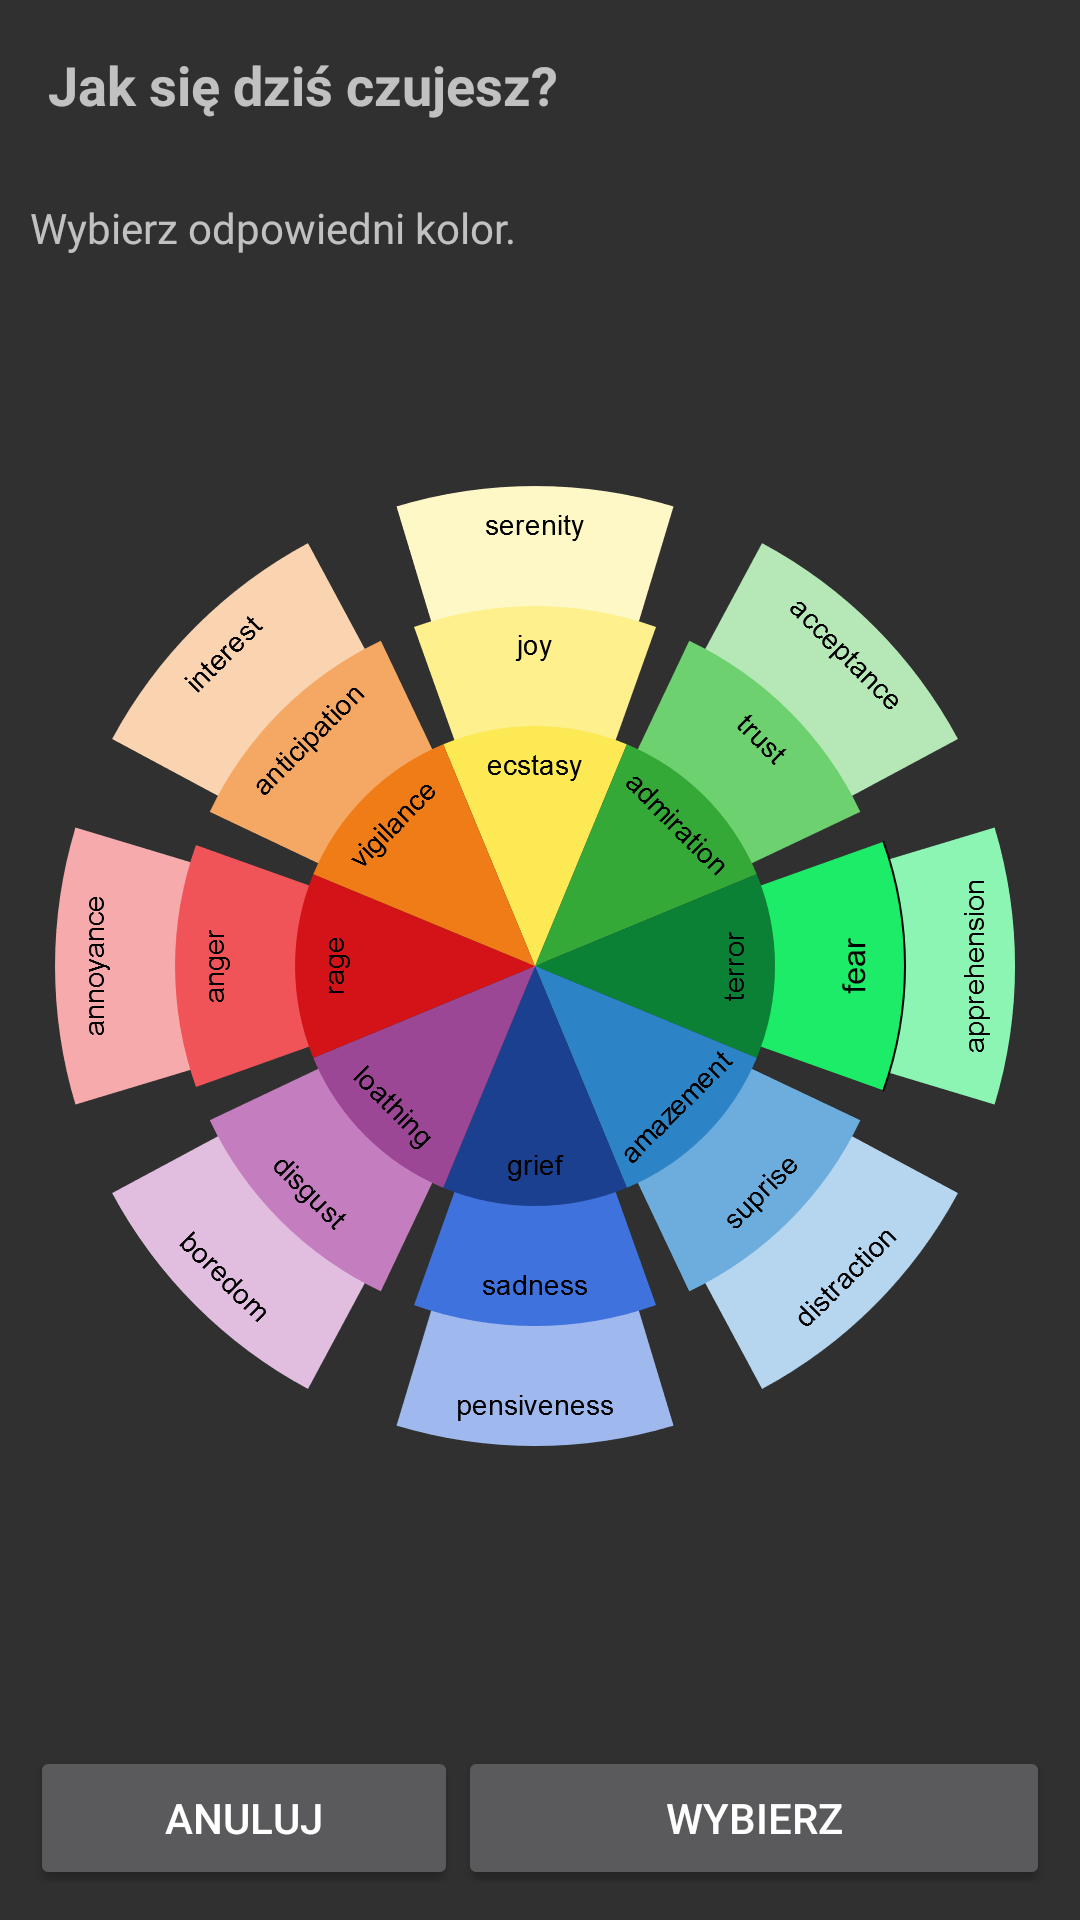 Jak się dziś czujesz?
Wybierz odpowiedni kolor.
serenity
joy
ecstasy
interest
anticipation
vigilance
acceptance
trust
admiration
annoyance
anger
rage
terror
fear
apprehension
loathing
disgust
boredom
grief
sadness
pensiveness
amazement
suprise
distraction
ANULUJ
WYBIERZ